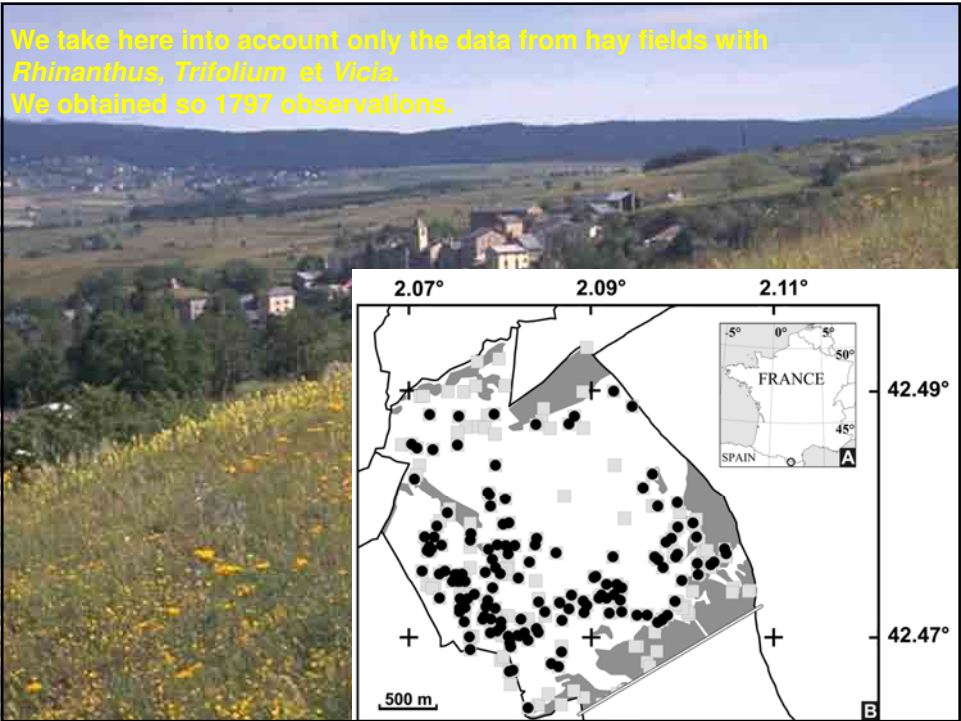 We take here into account only the data from hay fields with
Rhinanthus, Trifolium et Vicia.
We obtained so 1797 observations.
2.07° 2.09° 2.11°
-5° 0° 5°
50°
FRANCE
42.49°
45°
SPAIN A
42.47°
500 m B